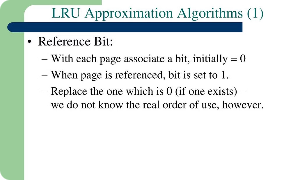 LRU Approximation Algorithms (1)
• Reference Bit:
– With each page associate a bit, initially = 0
– When page is referenced, bit is set to 1.
Replace the one which is 0 (if one exists)
we do not know the real order of use, however.